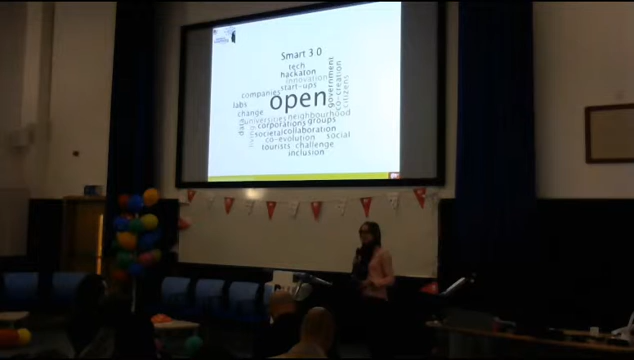 Smart 3.0
tech
hackaton
innovation
start-ups
companies
open
government
co-creation
citizens
labs
change
data
universities neighbourhood
corporations groups
societal collaboration
co-evolution social
tourists challenge
inclusion